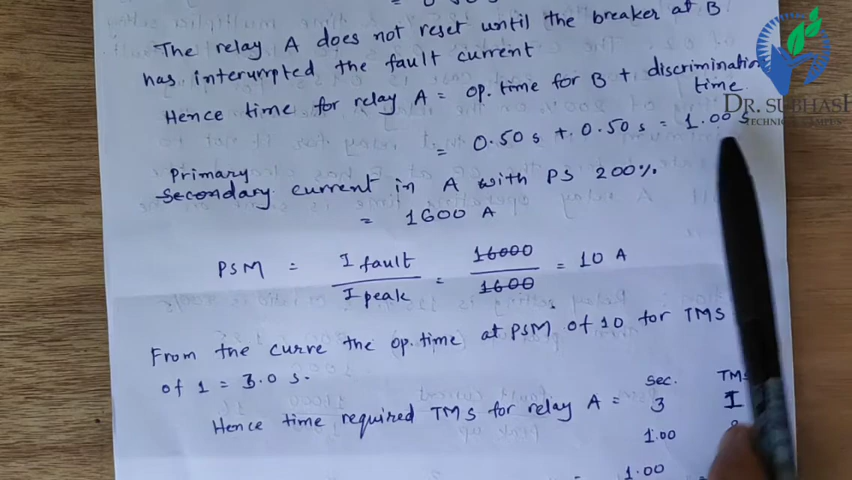 The relay A does not reset until the breaker at B
has interrupted the fault current
Hence time for relay A = op. time for B + discrimination
time
= 0.50 s + 0.50 s = 1.00 s
Primary
Secondary current in A with PS 200%.
= 1600 A
PSM = I fault / I peak = 16000 / 1600 = 10 A
From the curve the op. time at PSM of 10 for TMS
of 1 = 3.0 s.
Sec. TMS
Hence time required TMS for relay A = 3 1
1.00
= 1.00
DR. SUBHASH